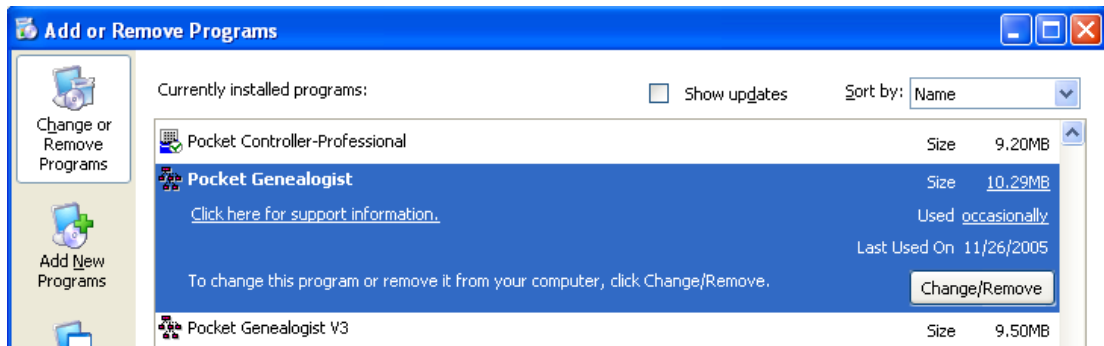 Add or Remove Programs
Change or
Remove
Programs
Add New
Programs
Currently installed programs:
Show updates
Sort by: Name
Pocket Controller-Professional Size 9.20MB
Pocket Genealogist Size 10.29MB
Click here for support information. Used occasionally
Last Used On 11/26/2005
To change this program or remove it from your computer, click Change/Remove. Change/Remove
Pocket Genealogist V3 Size 9.50MB